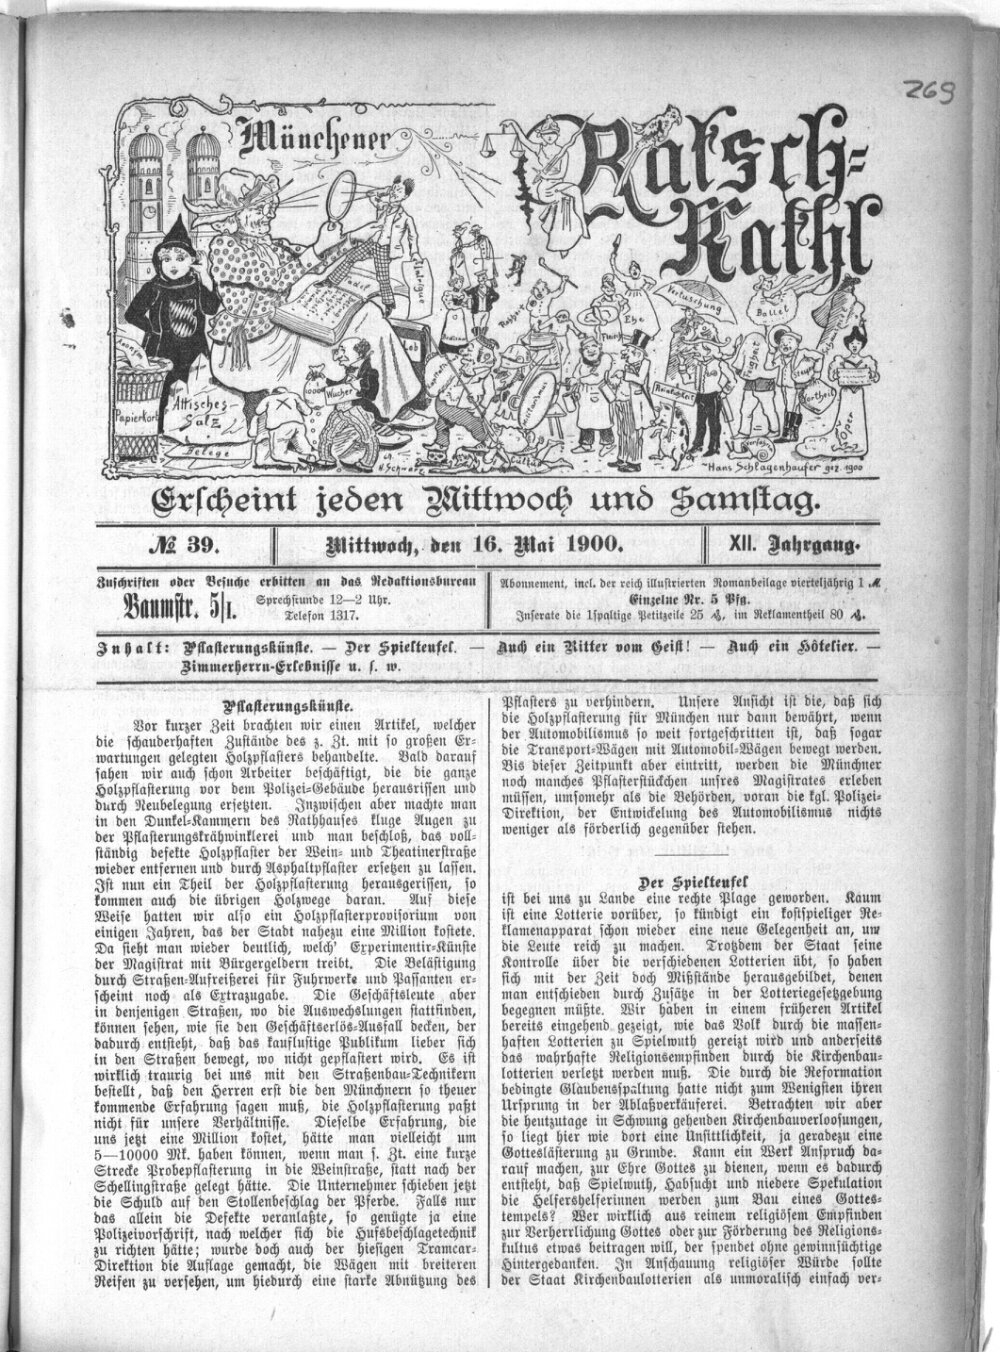 269
Münchener
Ratsch-
Kathl
Vertuschung
Ballet
Ehe
Lob
Wucher
Papierkorb
Attisches
Salz
Belege
Hans Schlagenhaufer gez. 1900
Erscheint jeden Mittwoch und Samstag.
№ 39.
Mittwoch, den 16. Mai 1900.
XII. Jahrgang.
Zuschriften oder Besuche erbitten an das Redaktionsbureau
Baumstr. 5/I.
Sprechstunde 12—2 Uhr.
Telefon 1317.
Abonnement, incl. der reich illustrirten Romanbeilage vierteljährig 1 ℳ
Einzelne Nr. 5 Pfg.
Inserate die 1spaltige Petitzeile 25 ₰, im Reklamentheil 80 ₰.
Inhalt: Pflasterungskünste. — Der Spielteufel. — Auch ein Ritter vom Geist! — Auch ein Hôtelier. —
Zimmerherrn-Erlebnisse u. s. w.
Pflasterungskünste.
Vor kurzer Zeit brachten wir einen Artikel, welcher
die schauderhaften Zustände des z. Zt. mit so großen Er-
wartungen gelegten Holzpflasters behandelte. Bald darauf
sahen wir auch schon Arbeiter beschäftigt, die die ganze
Holzpflasterung vor dem Polizei-Gebäude herausrissen und
durch Neubelegung ersetzten. Inzwischen aber machte man
in den Dunkel-Kammern des Rathhauses kluge Augen zu
der Pflasterungskrähwinklerei und man beschloß, das voll-
ständig defekte Holzpflaster der Wein- und Theatinerstraße
wieder entfernen und durch Asphaltpflaster ersetzen zu lassen.
Ist nun ein Theil der Holzpflasterung herausgerissen, so
kommen auch die übrigen Holzwege daran. Auf diese
Weise hatten wir also ein Holzpflasterprovisorium von
einigen Jahren, das der Stadt nahezu eine Million kostete.
Da sieht man wieder deutlich, welch' Experimentir-Künste
der Magistrat mit Bürgergeldern treibt. Die Belästigung
durch Straßen-Aufreißerei für Fuhrwerke und Passanten er-
scheint noch als Extrazugabe. Die Geschäftsleute aber
in denjenigen Straßen, wo die Auswechslungen stattfinden,
können sehen, wie sie den Geschäftserlös-Ausfall decken, der
dadurch entsteht, daß das kauflustige Publikum lieber sich
in den Straßen bewegt, wo nicht gepflastert wird. Es ist
wirklich traurig bei uns mit den Straßenbau-Technikern
bestellt, daß den Herren erst die den Münchnern so theuer
kommende Erfahrung sagen muß, die Holzpflasterung paßt
nicht für unsere Verhältnisse. Dieselbe Erfahrung, die
uns jetzt eine Million kostet, hätte man vielleicht um
5—10000 Mk. haben können, wenn man s. Zt. eine kurze
Strecke Probepflasterung in die Weinstraße, statt nach der
Schellingstraße gelegt hätte. Die Unternehmer schieben jetzt
die Schuld auf den Stollenbeschlag der Pferde. Falls nur
das allein die Defekte veranlaßte, so genügte ja eine
Polizeivorschrift, nach welcher sich die Hufbeschlagetechnik
zu richten hätte; wurde doch auch der hiesigen Tramcar-
Direktion die Auflage gemacht, die Wägen mit breiteren
Reifen zu versehen, um hiedurch eine starke Abnützung des
Pflasters zu verhindern. Unsere Ansicht ist die, daß sich
die Holzpflasterung für München nur dann bewährt, wenn
der Automobilismus so weit fortgeschritten ist, daß sogar
die Transport-Wägen mit Automobil-Wägen bewegt werden.
Bis dieser Zeitpunkt aber eintritt, werden die Münchner
noch manches Pflasterstückchen unsres Magistrates erleben
müssen, umsomehr als die Behörden, voran die kgl. Polizei-
Direktion, der Entwickelung des Automobilismus nichts
weniger als förderlich gegenüber stehen.
Der Spielteufel
ist bei uns zu Lande eine rechte Plage geworden. Kaum
ist eine Lotterie vorüber, so kündigt ein kostspieliger Re-
klamenapparat schon wieder eine neue Gelegenheit an, um
die Leute reich zu machen. Trotzdem der Staat seine
Kontrolle über die verschiedenen Lotterien übt, so haben
sich mit der Zeit doch Mißstände herausgebildet, denen
man entschieden durch Zusätze in der Lotteriegesetzgebung
begegnen müßte. Wir haben in einem früheren Artikel
bereits eingehend gezeigt, wie das Volk durch die massen-
haften Lotterien zu Spielwuth gereizt wird und anderseits
das wahrhafte Religionsempfinden durch die Kirchenbau-
lotterien verletzt werden muß. Die durch die Reformation
bedingte Glaubensspaltung hatte nicht zum Wenigsten ihren
Ursprung in der Ablaßverkäuferei. Betrachten wir aber
die heutzutage in Schwung gehenden Kirchenbauverloosungen,
so liegt hier wie dort eine Unsittlichkeit, ja geradezu eine
Gotteslästerung zu Grunde. Kann ein Werk Anspruch da-
rauf machen, zur Ehre Gottes zu dienen, wenn es dadurch
entsteht, daß Spielwuth, Habsucht und niedere Spekulation
die Helfershelferinnen werden zum Bau eines Gottes-
tempels? Wer wirklich aus reinem religiösem Empfinden
zur Verherrlichung Gottes oder zur Förderung des Religions-
kultus etwas beitragen will, der spendet ohne gewinnsüchtige
Hintergedanken. In Anschauung religiöser Würde sollte
der Staat Kirchenbaulotterien als unmoralisch einfach ver-